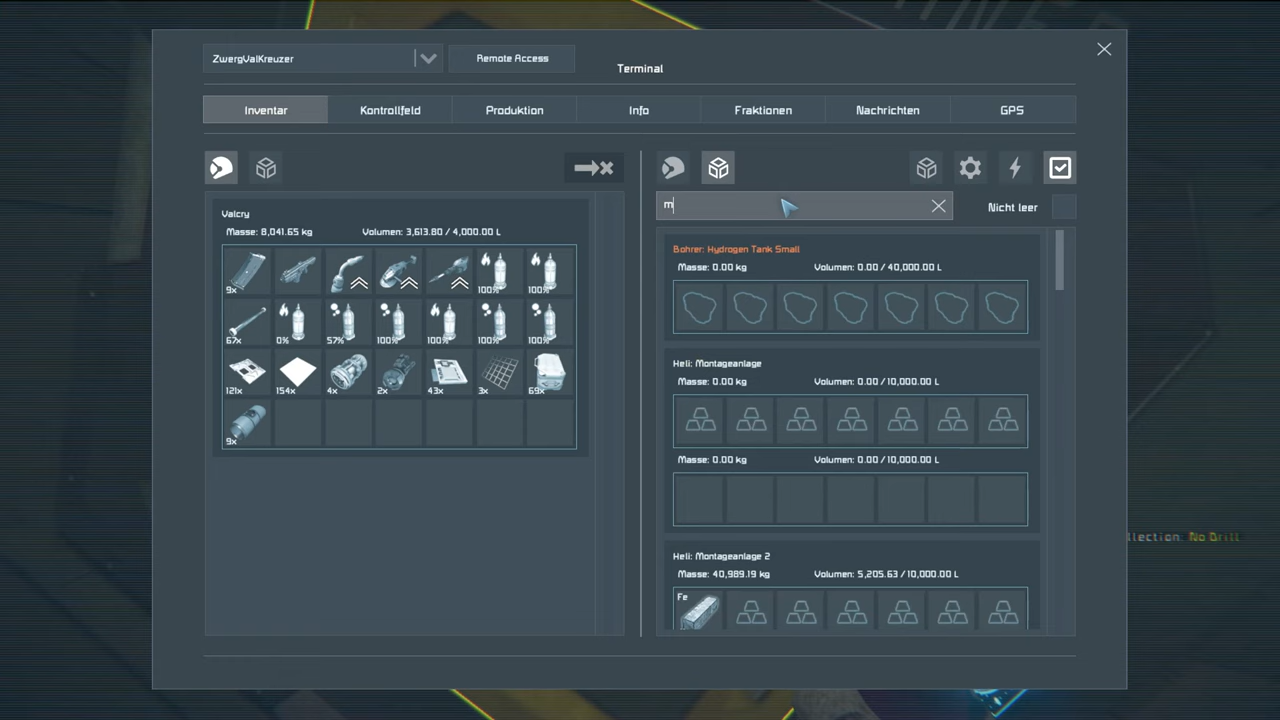 ZwergValKreuzer
Remote Access
Terminal
Inventar
Kontrollfeld
Produktion
Info
Fraktionen
Nachrichten
GPS
m
Nicht leer
Valcry
Masse: 8,041.65 kg
Volumen: 3,613.80 / 4,000.00 L
9x
100%
100%
67x
0%
57%
100%
100%
100%
100%
121x
154x
4x
2x
43x
3x
69x
9x
Bohrer: Hydrogen Tank Small
Masse: 0.00 kg
Volumen: 0.00 / 40,000.00 L
Heli: Montageanlage
Masse: 0.00 kg
Volumen: 0.00 / 10,000.00 L
Masse: 0.00 kg
Volumen: 0.00 / 10,000.00 L
Heli: Montageanlage 2
Masse: 40,989.19 kg
Volumen: 5,205.63 / 10,000.00 L
Fe
llection: No Drill